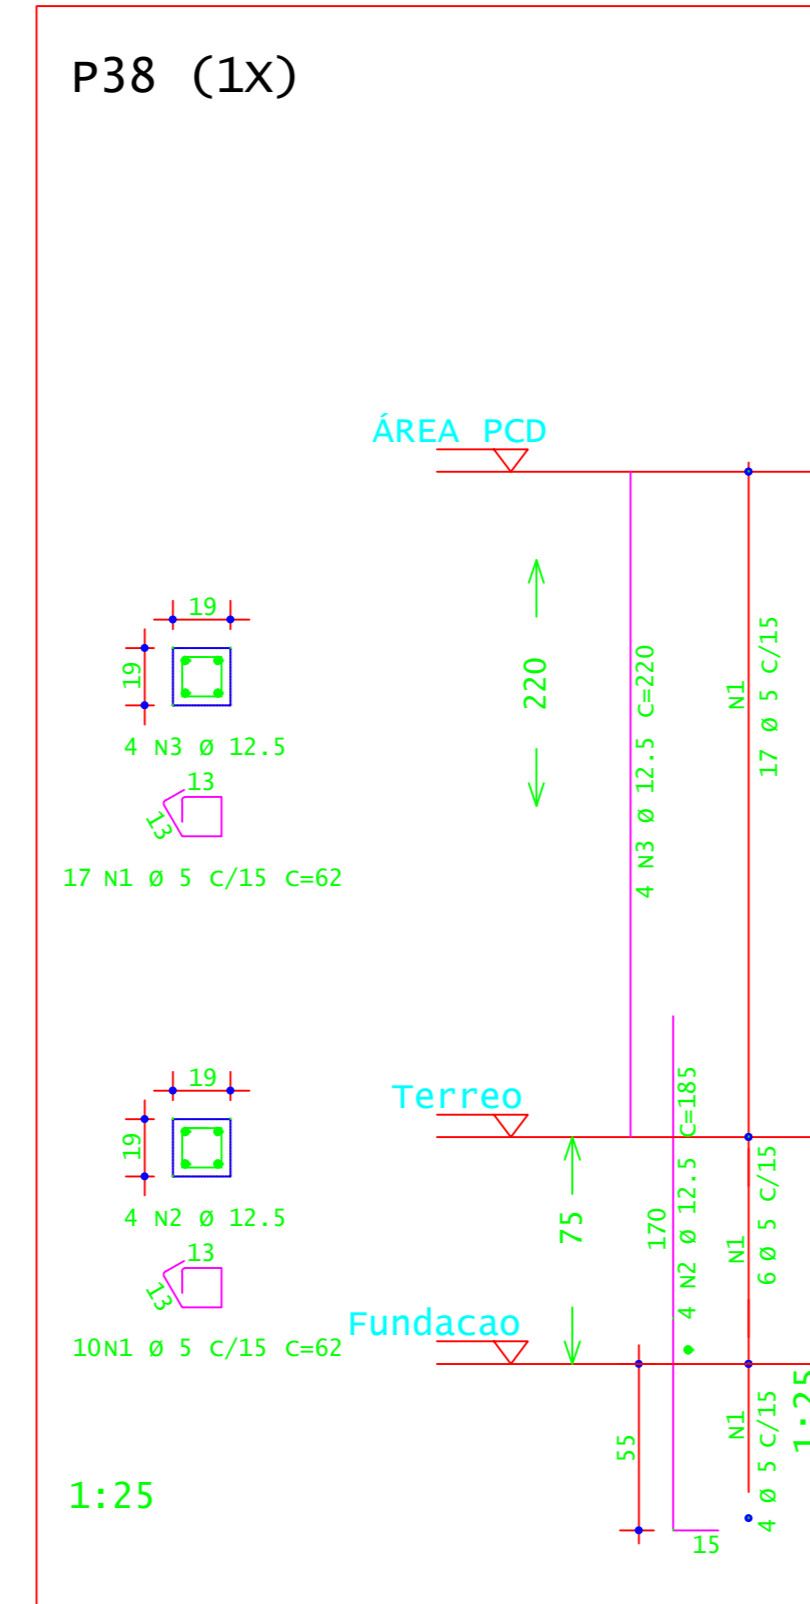 P38 (1X)
ÁREA PCD
19
19
4 N3 Ø 12.5
13
13
17 N1 Ø 5 C/15 C=62
220
4 N3 Ø 12.5 C=220
N1
17 Ø 5 C/15
Terreo
19
19
4 N2 Ø 12.5
13
13
10N1 Ø 5 C/15 C=62
75
170
4 N2 Ø 12.5 C=185
N1
6 Ø 5 C/15
Fundacao
55
15
N1
4 Ø 5 C/15
1:25
1:25